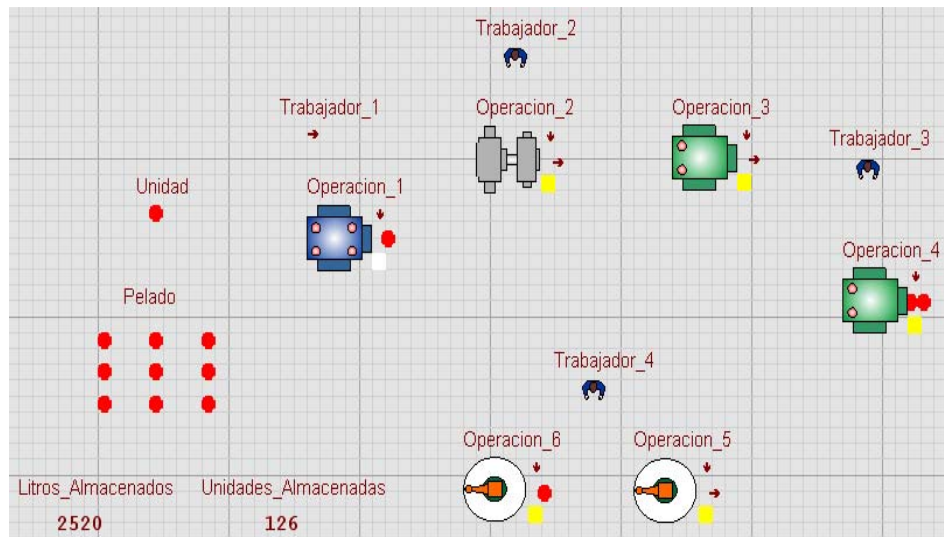 Trabajador_2
Trabajador_1
Operacion_2
Operacion_3
Trabajador_3
Unidad
Operacion_1
Operacion_4
Pelado
Trabajador_4
Operacion_6
Operacion_5
Litros_Almacenados
Unidades_Almacenadas
2520
126